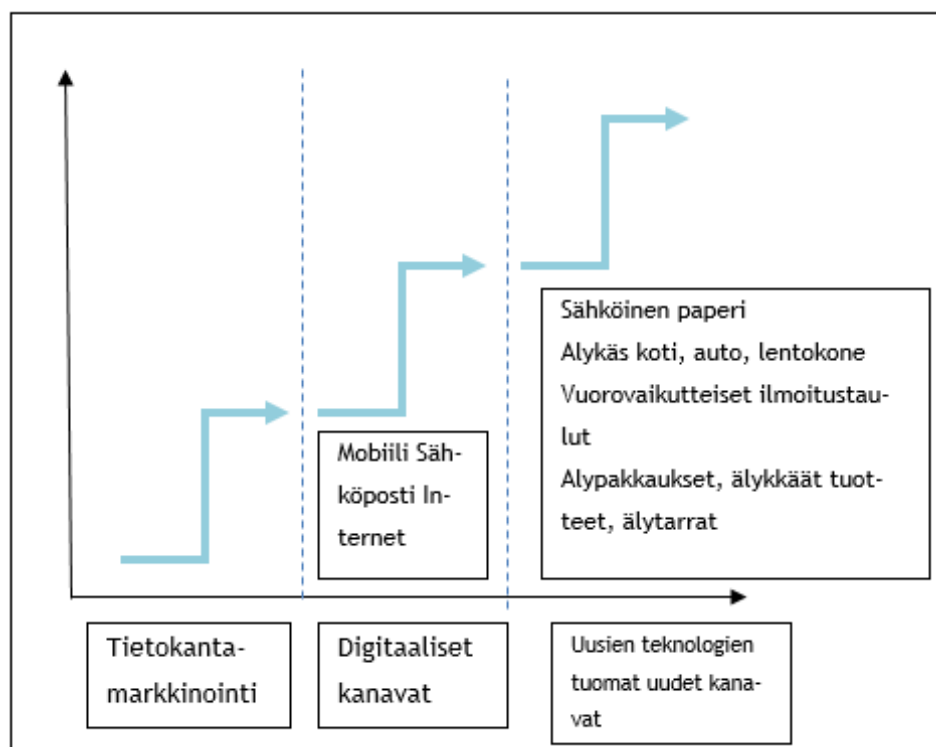 Sähköinen paperi
Alykäs koti, auto, lentokone
Vuorovaikutteiset ilmoitustau-
lut
Alypakkaukset, älykkäät tuot-
teet, älytarrat
Mobiili Säh-
köposti In-
ternet
Tietokanta-
markkinointi
Digitaaliset
kanavat
Uusien teknologien
tuomat uudet kana-
vat